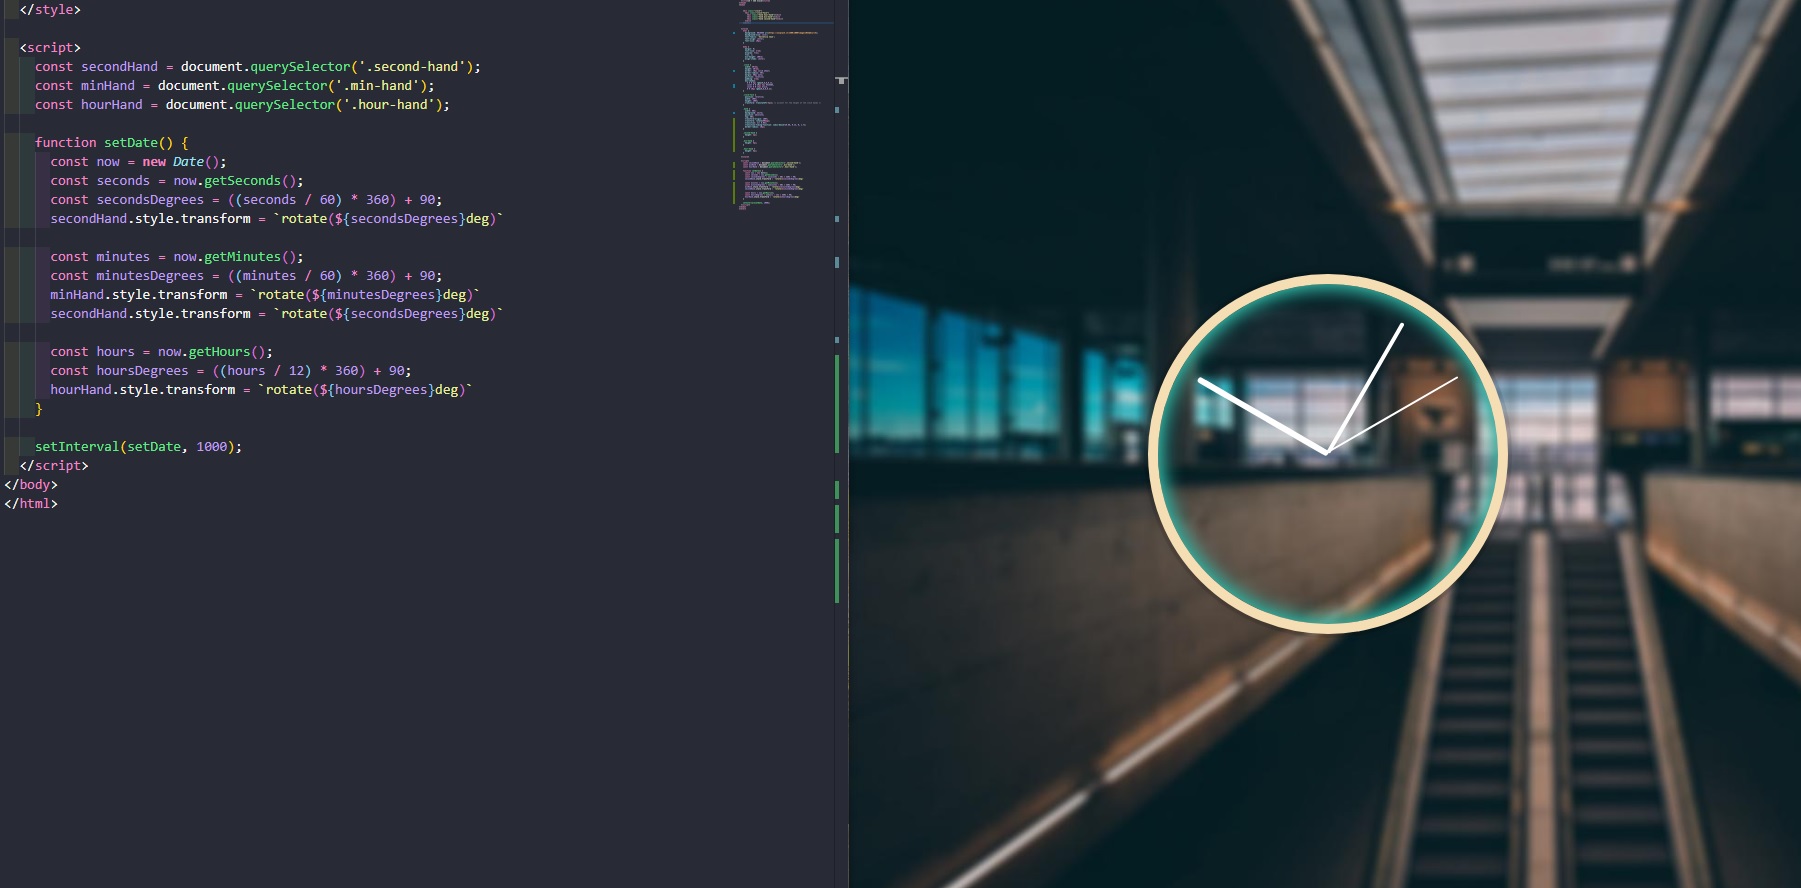 </style>
<script>
const secondHand = document.querySelector('.second-hand');
const minHand = document.querySelector('.min-hand');
const hourHand = document.querySelector('.hour-hand');
function setDate() {
const now = new Date();
const seconds = now.getSeconds();
const secondsDegrees = ((seconds / 60) * 360) + 90;
secondHand.style.transform = `rotate(${secondsDegrees}deg)`
const minutes = now.getMinutes();
const minutesDegrees = ((minutes / 60) * 360) + 90;
minHand.style.transform = `rotate(${minutesDegrees}deg)`
secondHand.style.transform = `rotate(${secondsDegrees}deg)`
const hours = now.getHours();
const hoursDegrees = ((hours / 12) * 360) + 90;
hourHand.style.transform = `rotate(${hoursDegrees}deg)`
}
setInterval(setDate, 1000);
</script>
</body>
</html>